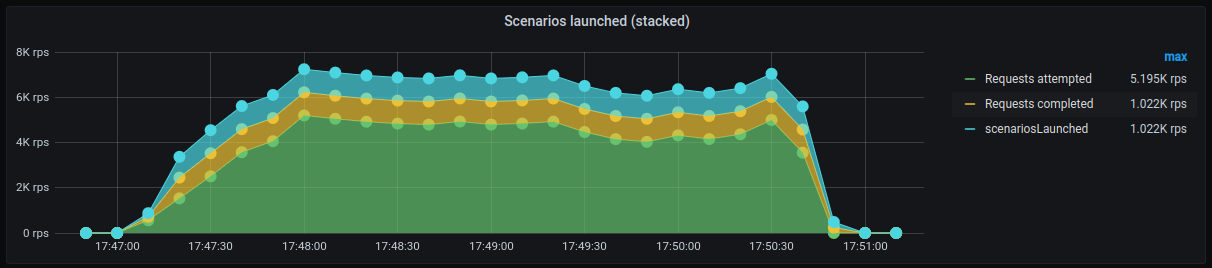 Scenarios launched (stacked)
8K rps
6K rps
4K rps
2K rps
0 rps
17:47:00 17:47:30 17:48:00 17:48:30 17:49:00 17:49:30 17:50:00 17:50:30 17:51:00
max
Requests attempted 5.195K rps
Requests completed 1.022K rps
scenariosLaunched 1.022K rps